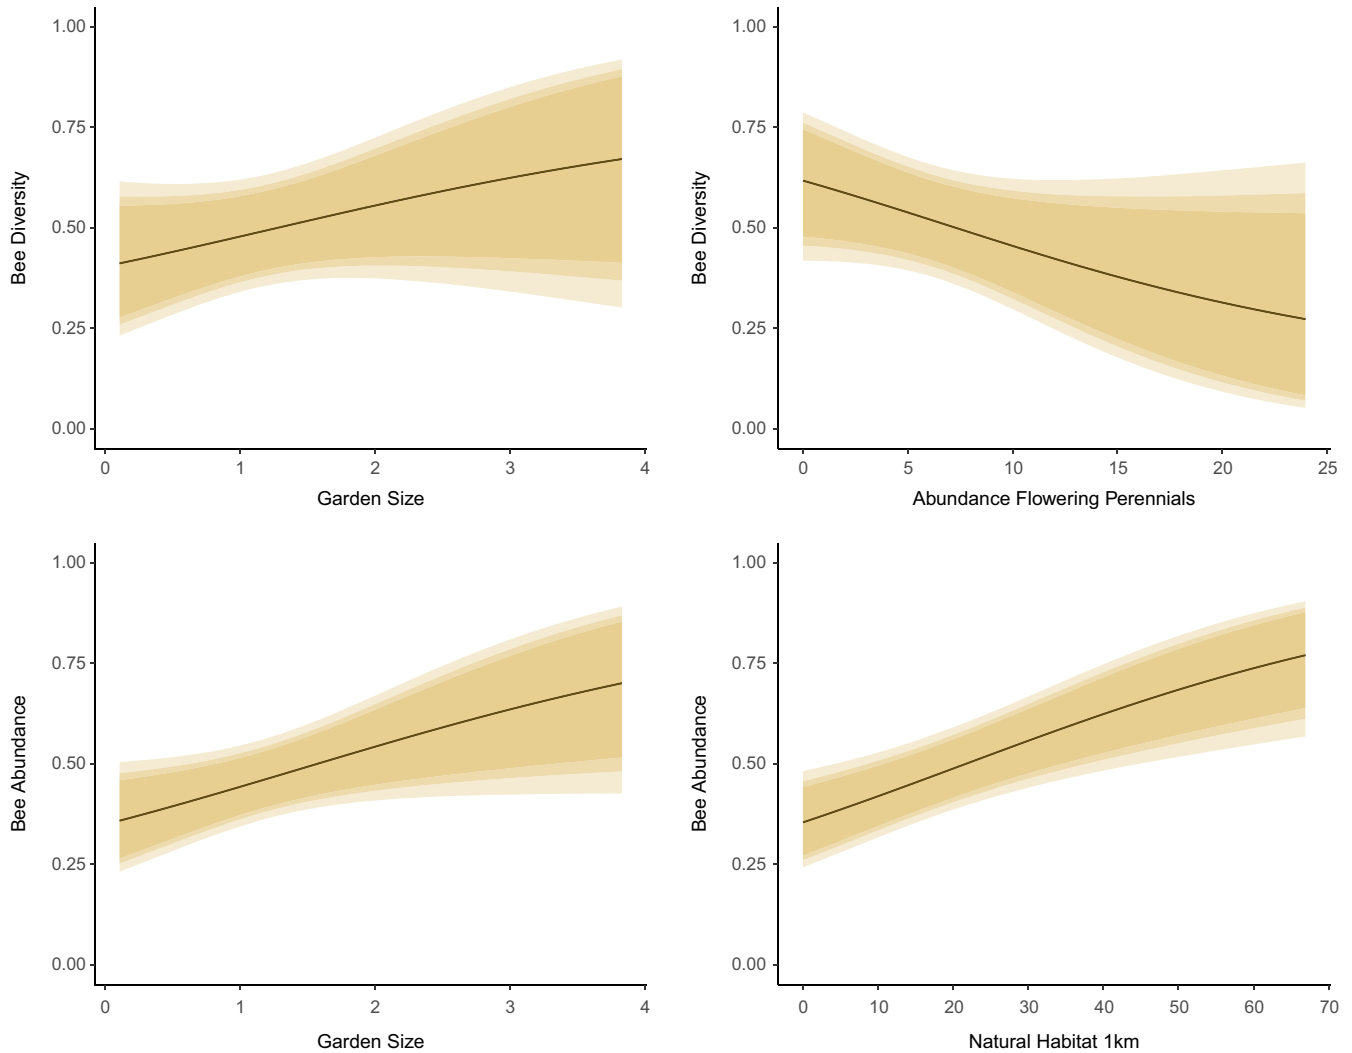 1.00
0.75
0.50
0.25
0.00
Bee Diversity
0 1 2 3 4
Garden Size
1.00
0.75
0.50
0.25
0.00
Bee Diversity
0 5 10 15 20 25
Abundance Flowering Perennials
1.00
0.75
0.50
0.25
0.00
Bee Abundance
0 1 2 3 4
Garden Size
1.00
0.75
0.50
0.25
0.00
Bee Abundance
0 10 20 30 40 50 60 70
Natural Habitat 1km